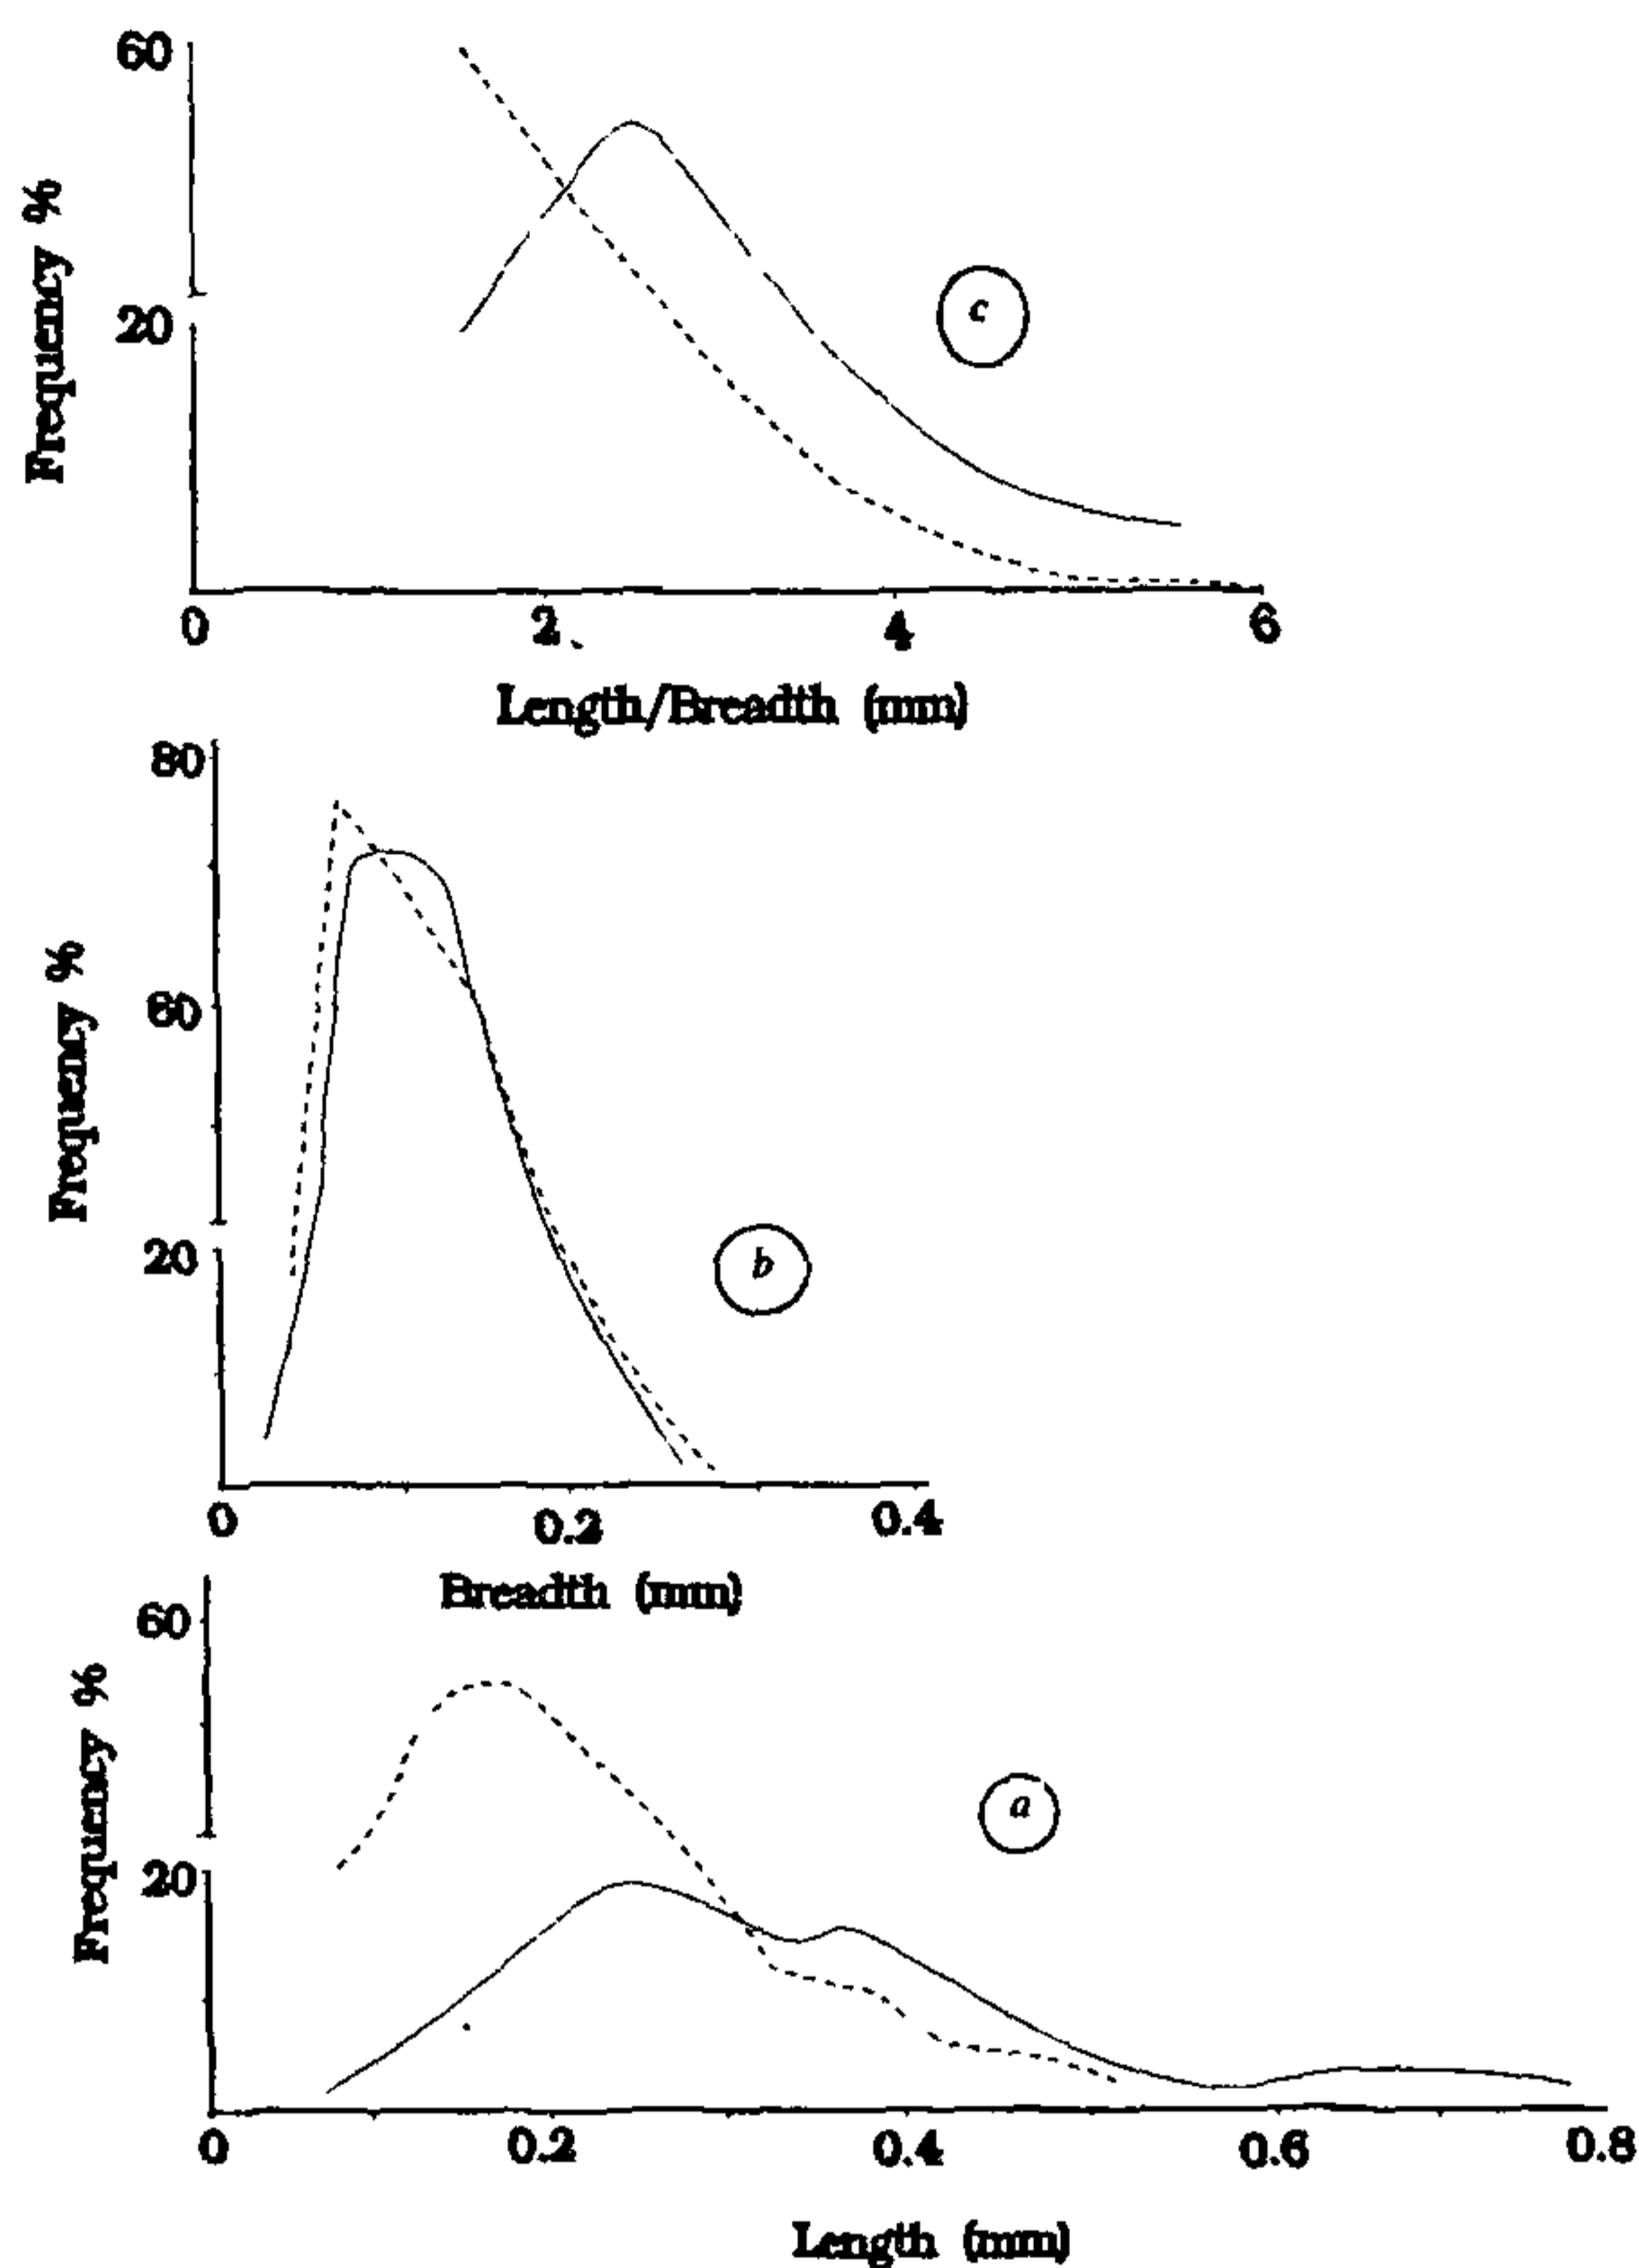 60
20
Frequency %
c
0 2 4 6
Length/Breadth (mm)
80
60
20
Frequency %
b
0 0.2 0.4
Breadth (mm)
60
20
Frequency %
a
0 0.2 0.4 0.6 0.8
Length (mm)